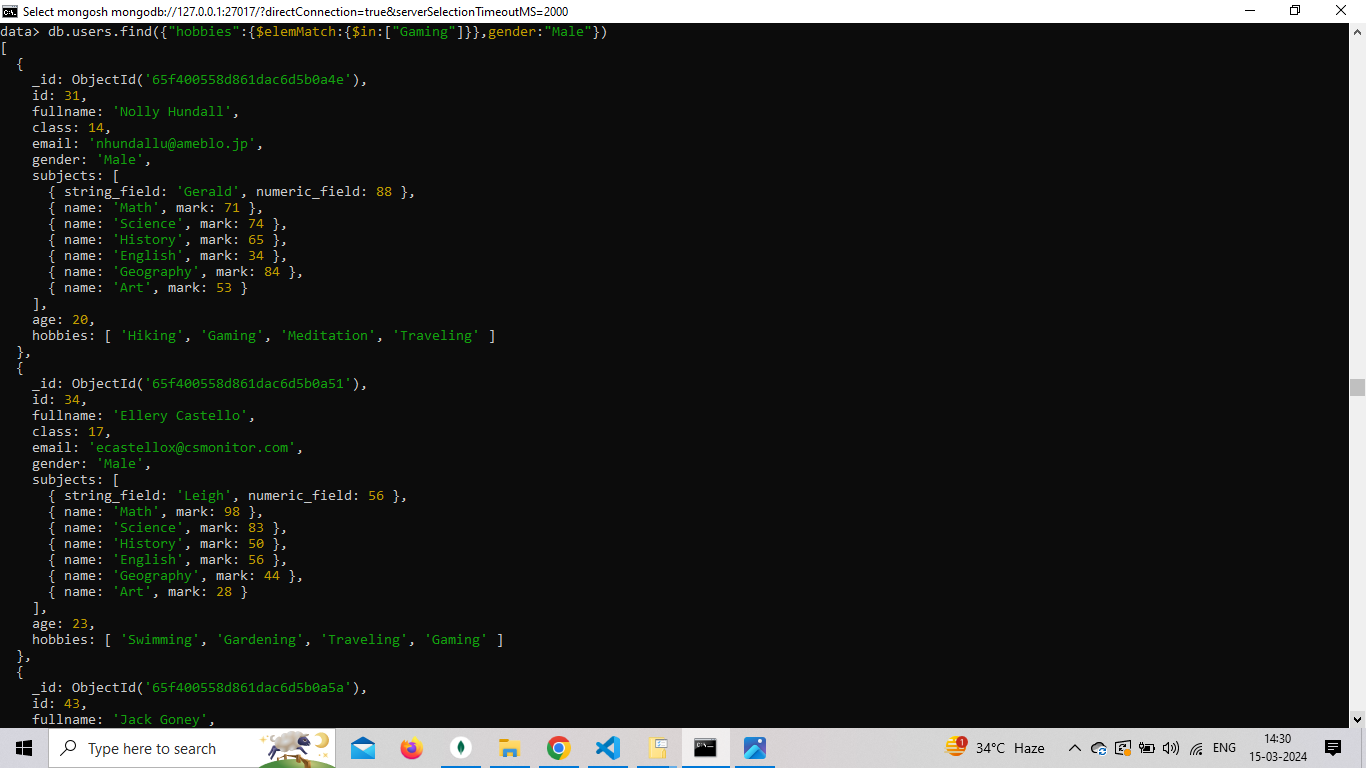 Select mongosh mongodb://127.0.0.1:27017/?directConnection=true&serverSelectionTimeoutMS=2000
data> db.users.find({"hobbies":{$elemMatch:{$in:["Gaming"]}},gender:"Male"})
[
  {
    _id: ObjectId('65f400558d861dac6d5b0a4e'),
    id: 31,
    fullname: 'Nolly Hundall',
    class: 14,
    email: 'nhundallu@ameblo.jp',
    gender: 'Male',
    subjects: [
      { string_field: 'Gerald', numeric_field: 88 },
      { name: 'Math', mark: 71 },
      { name: 'Science', mark: 74 },
      { name: 'History', mark: 65 },
      { name: 'English', mark: 34 },
      { name: 'Geography', mark: 84 },
      { name: 'Art', mark: 53 }
    ],
    age: 20,
    hobbies: [ 'Hiking', 'Gaming', 'Meditation', 'Traveling' ]
  },
  {
    _id: ObjectId('65f400558d861dac6d5b0a51'),
    id: 34,
    fullname: 'Ellery Castello',
    class: 17,
    email: 'ecastellox@csmonitor.com',
    gender: 'Male',
    subjects: [
      { string_field: 'Leigh', numeric_field: 56 },
      { name: 'Math', mark: 98 },
      { name: 'Science', mark: 83 },
      { name: 'History', mark: 50 },
      { name: 'English', mark: 56 },
      { name: 'Geography', mark: 44 },
      { name: 'Art', mark: 28 }
    ],
    age: 23,
    hobbies: [ 'Swimming', 'Gardening', 'Traveling', 'Gaming' ]
  },
  {
    _id: ObjectId('65f400558d861dac6d5b0a5a'),
    id: 43,
    fullname: 'Jack Goney',
Type here to search
1
34°C Haze
ENG
14:30
15-03-2024